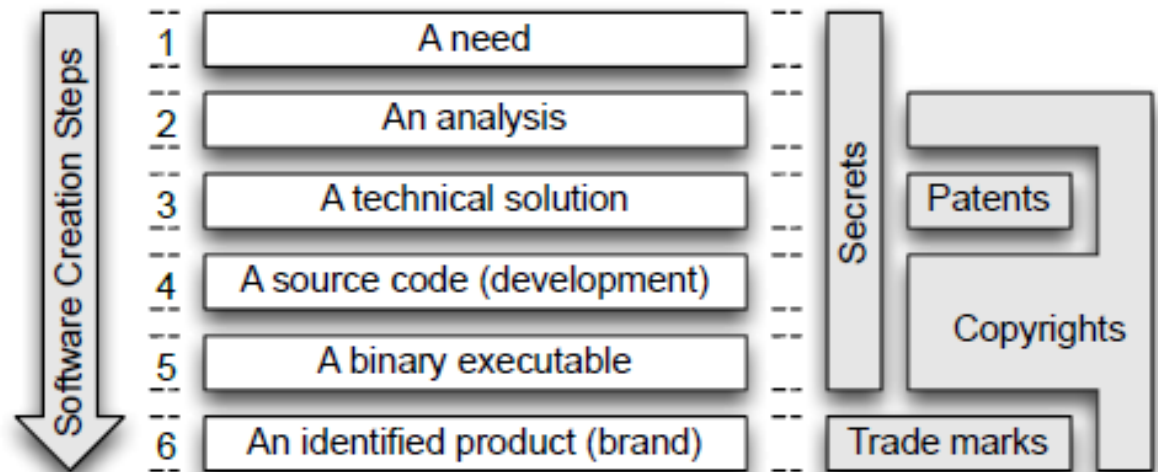 Software Creation Steps
1 A need
2 An analysis
3 A technical solution
4 A source code (development)
5 A binary executable
6 An identified product (brand)
Secrets
Patents
Copyrights
Trade marks